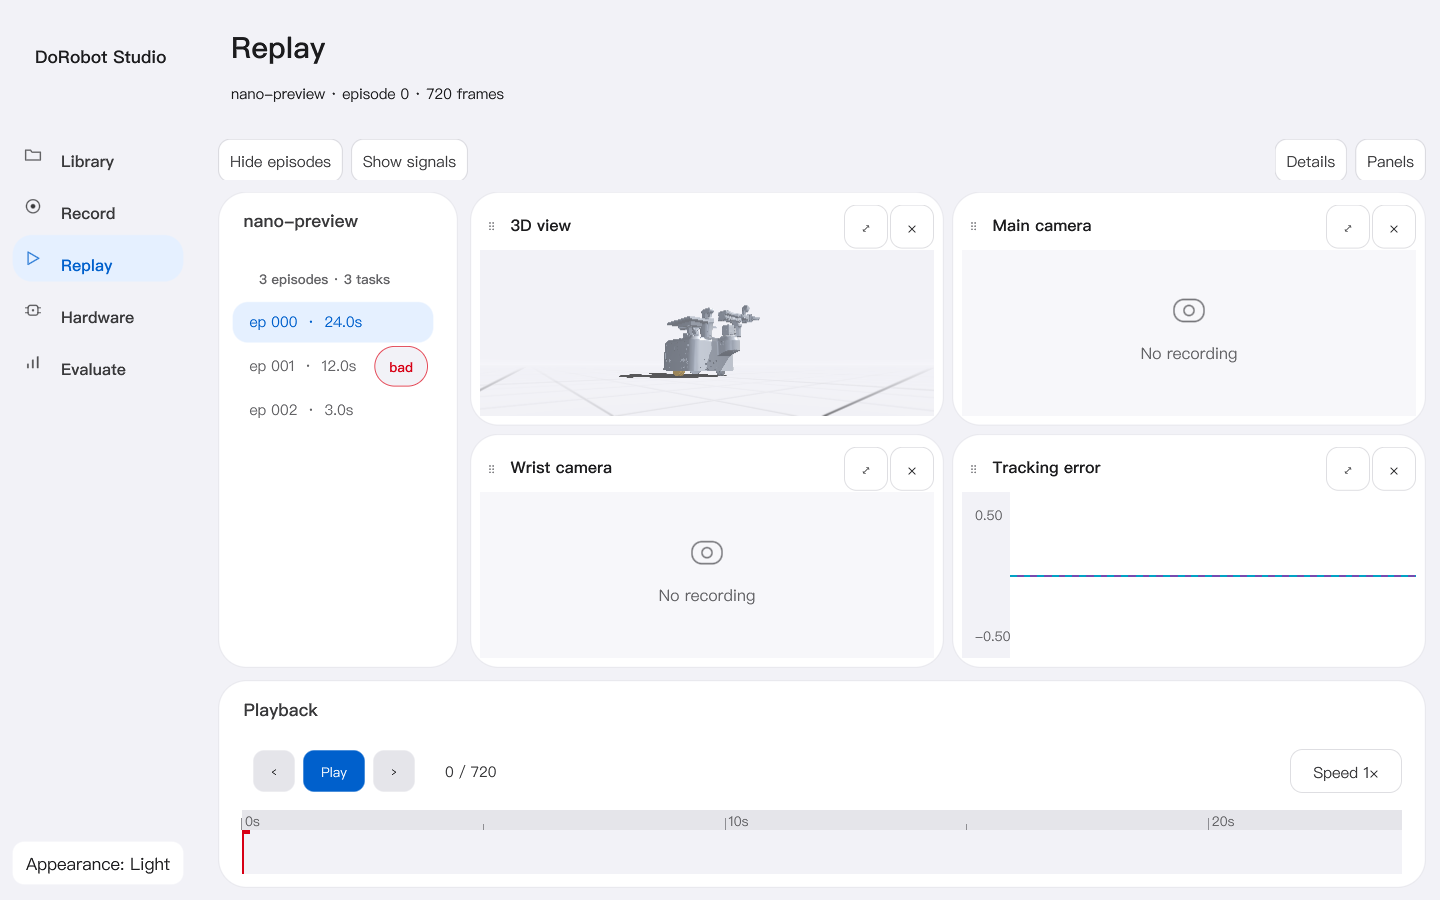 DoRobot Studio
Replay
nano-preview · episode 0 · 720 frames
Library
Record
Replay
Hardware
Evaluate
Appearance: Light
Hide episodes
Show signals
Details
Panels
nano-preview
3 episodes · 3 tasks
ep 000 · 24.0s
ep 001 · 12.0s bad
ep 002 · 3.0s
3D view
Main camera
No recording
Wrist camera
No recording
Tracking error
0.50
-0.50
Playback
‹ Play › 0 / 720
Speed 1×
0s 10s 20s